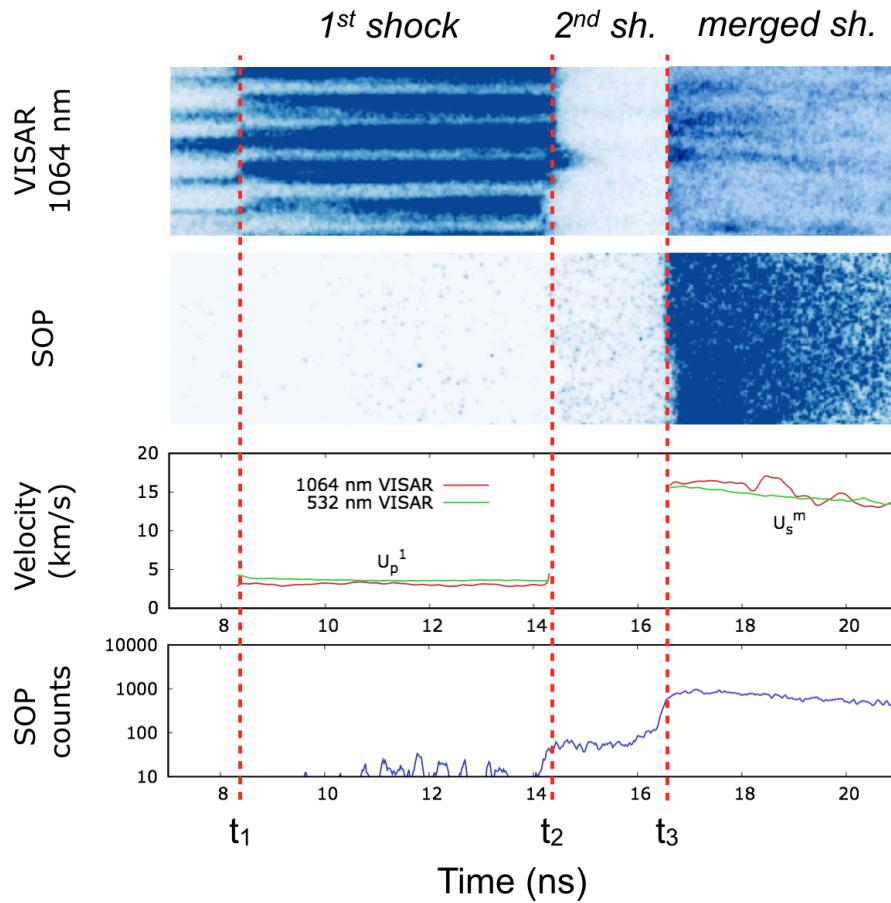 1st shock
2nd sh.
merged sh.
VISAR
1064 nm
SOP
Velocity
(km/s)
20
15
10
5
0
1064 nm VISAR
532 nm VISAR
Up1
Usm
8 10 12 14 16 18 20
SOP
counts
10000
1000
100
10
8 10 12 14 16 18 20
t1 t2 t3
Time (ns)